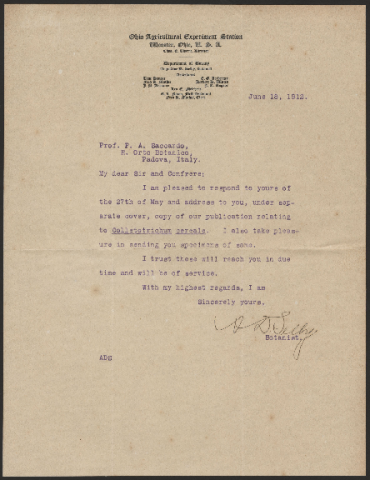 Ohio Agricultural Experiment Station
Wooster, Ohio, U. S. A.
Department of Botany
June 18, 1912.
Prof. P. A. Saccardo,
R. Orto Botanico,
Padova, Italy.
My dear Sir and Confrere:
I am pleased to respond to yours of
the 27th of May and address to you, under sep-
arate cover, copy of our publication relating
to Colletotrichum cereale. I also take pleas-
ure in sending you specimens of same.
I trust these will reach you in due
time and will be of service.
With my highest regards, I am
Sincerely yours,
A D Selby
Botanist.